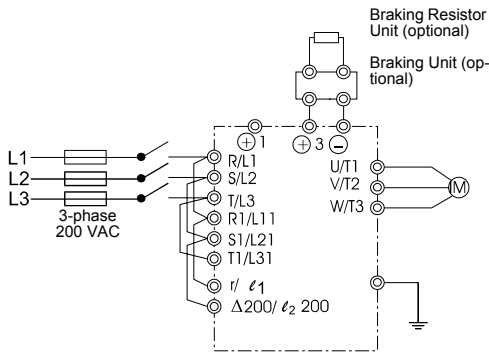 Braking Resistor
Unit (optional)
Braking Unit (op-
tional)
⊕ 1
⊕ 3 ⊖
L1
L2
L3
3-phase
200 VAC
R/L1
S/L2
T/L3
R1/L11
S1/L21
T1/L31
r/ ℓ1
Δ200/ ℓ2 200
U/T1
V/T2
W/T3
M